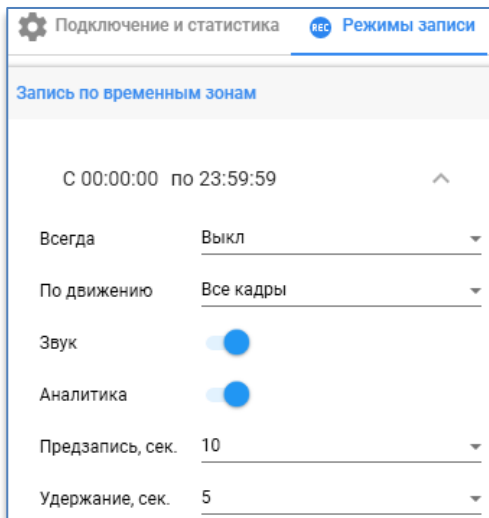 Подключение и статистика REC Режимы записи
Запись по временным зонам
С 00:00:00 по 23:59:59
Всегда Выкл
По движению Все кадры
Звук
Аналитика
Предзапись, сек. 10
Удержание, сек. 5